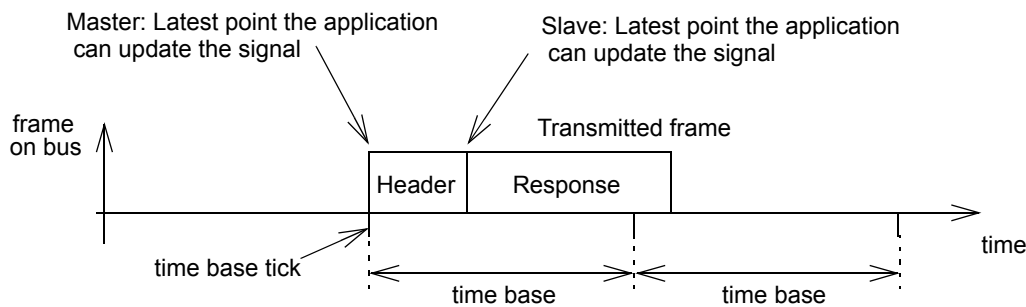 Master: Latest point the application
can update the signal
Slave: Latest point the application
can update the signal
frame
on bus
Transmitted frame
Header
Response
time
time base tick
time base
time base